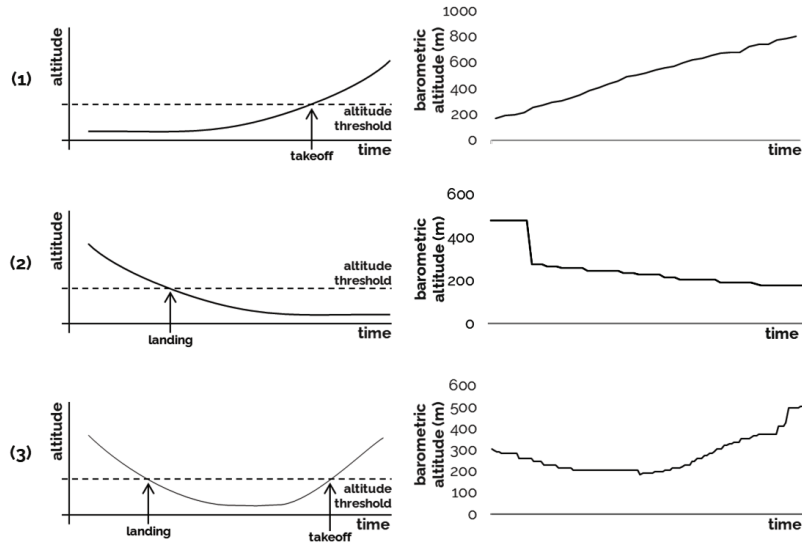 (1)
altitude
altitude
threshold
takeoff
time
barometric
altitude (m)
1000
800
600
400
200
0
time
(2)
altitude
altitude
threshold
landing
time
barometric
altitude (m)
600
400
200
0
time
(3)
altitude
altitude
threshold
landing
takeoff
time
barometric
altitude (m)
600
500
400
300
200
100
0
time